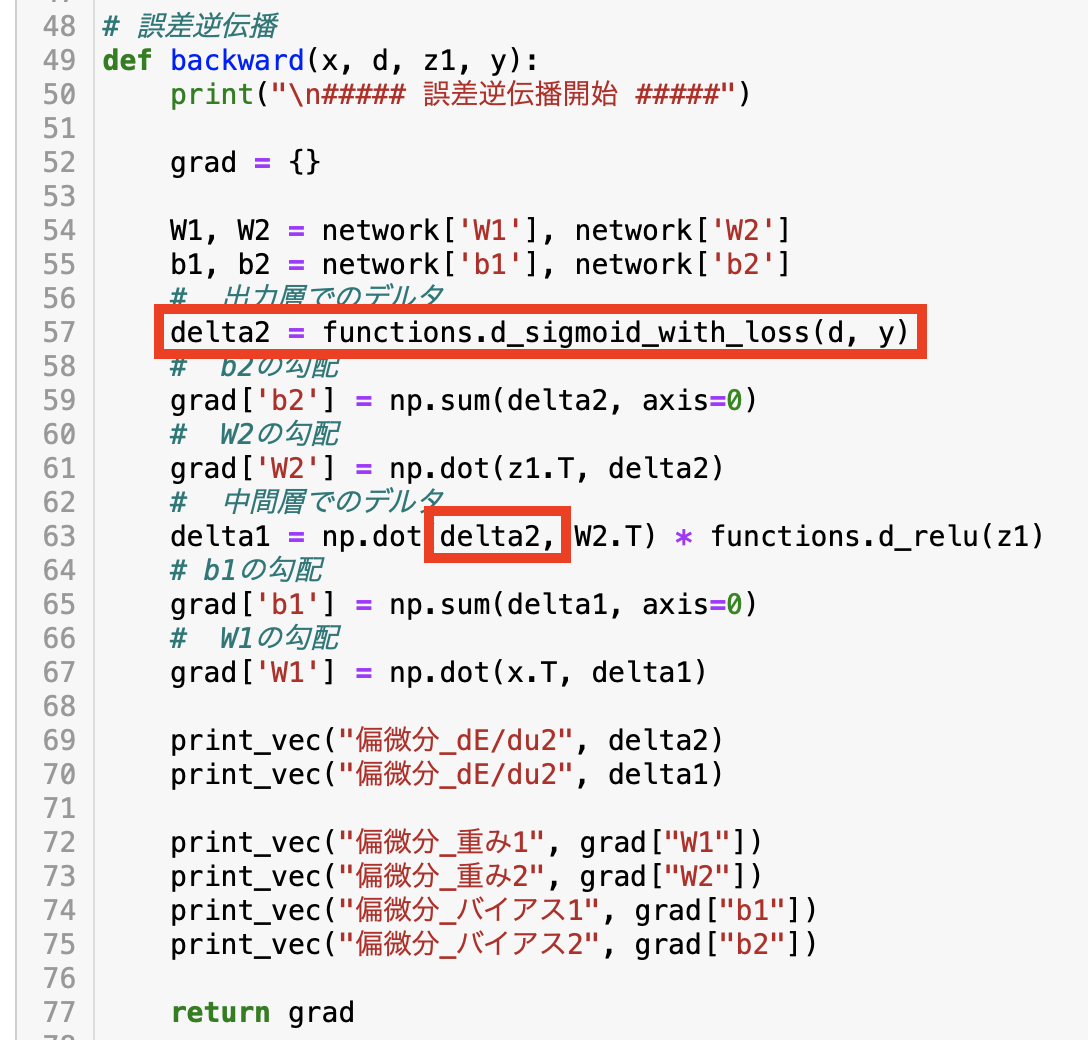 48 # 誤差逆伝播
49 def backward(x, d, z1, y):
50     print("\n##### 誤差逆伝播開始 #####")
51
52     grad = {}
53
54     W1, W2 = network['W1'], network['W2']
55     b1, b2 = network['b1'], network['b2']
56     #  出力層でのデルタ
57     delta2 = functions.d_sigmoid_with_loss(d, y)
58     #  b2の勾配
59     grad['b2'] = np.sum(delta2, axis=0)
60     #  W2の勾配
61     grad['W2'] = np.dot(z1.T, delta2)
62     #  中間層でのデルタ
63     delta1 = np.dot delta2, W2.T) * functions.d_relu(z1)
64     # b1の勾配
65     grad['b1'] = np.sum(delta1, axis=0)
66     #  W1の勾配
67     grad['W1'] = np.dot(x.T, delta1)
68
69     print_vec("偏微分_dE/du2", delta2)
70     print_vec("偏微分_dE/du2", delta1)
71
72     print_vec("偏微分_重み1", grad["W1"])
73     print_vec("偏微分_重み2", grad["W2"])
74     print_vec("偏微分_バイアス1", grad["b1"])
75     print_vec("偏微分_バイアス2", grad["b2"])
76
77     return grad